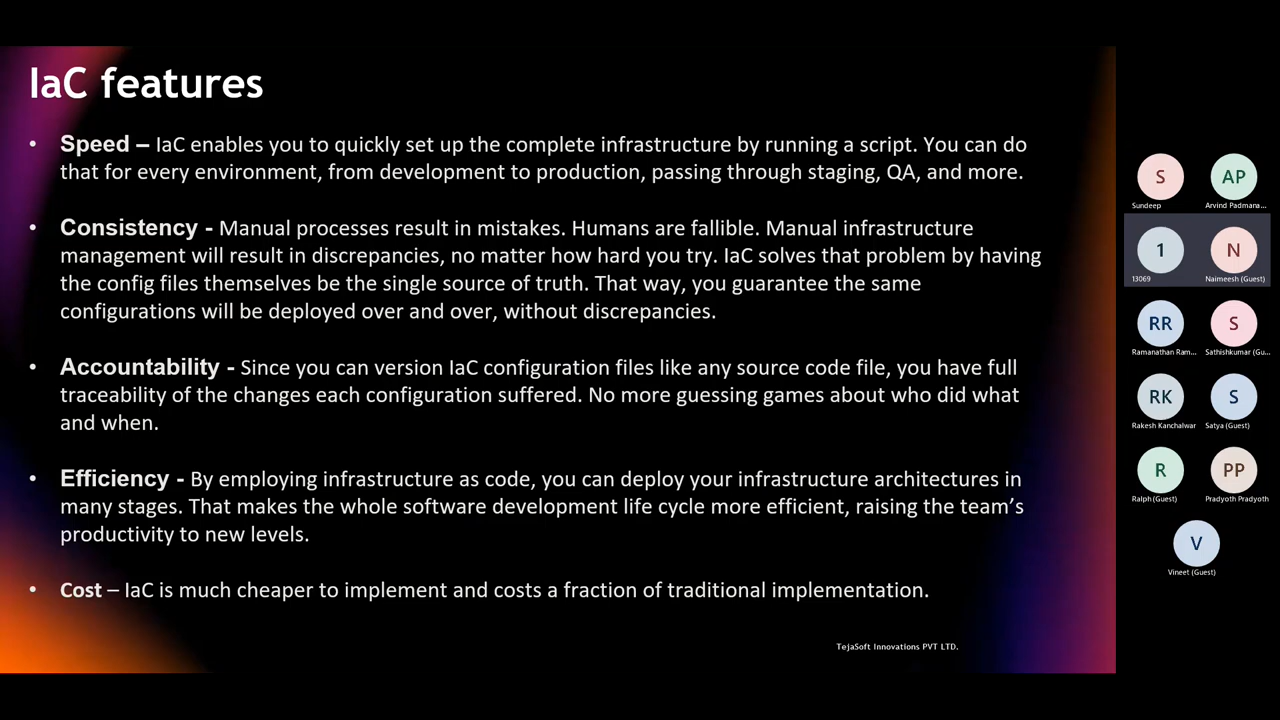 IaC features
• Speed – IaC enables you to quickly set up the complete infrastructure by running a script. You can do
that for every environment, from development to production, passing through staging, QA, and more.
• Consistency - Manual processes result in mistakes. Humans are fallible. Manual infrastructure
management will result in discrepancies, no matter how hard you try. IaC solves that problem by having
the config files themselves be the single source of truth. That way, you guarantee the same
configurations will be deployed over and over, without discrepancies.
• Accountability - Since you can version IaC configuration files like any source code file, you have full
traceability of the changes each configuration suffered. No more guessing games about who did what
and when.
• Efficiency - By employing infrastructure as code, you can deploy your infrastructure architectures in
many stages. That makes the whole software development life cycle more efficient, raising the team's
productivity to new levels.
• Cost – IaC is much cheaper to implement and costs a fraction of traditional implementation.
TejaSoft Innovations PVT LTD.
S AP
Sundeep Arvind Padmana...
1 N
13069 Naimeesh (Guest)
RR S
Ramanathan Ram... Sathishkumar (Gu...
RK S
Rakesh Kanchalwar Satya (Guest)
R PP
Ralph (Guest) Pradyoth Pradyoth
V
Vineet (Guest)